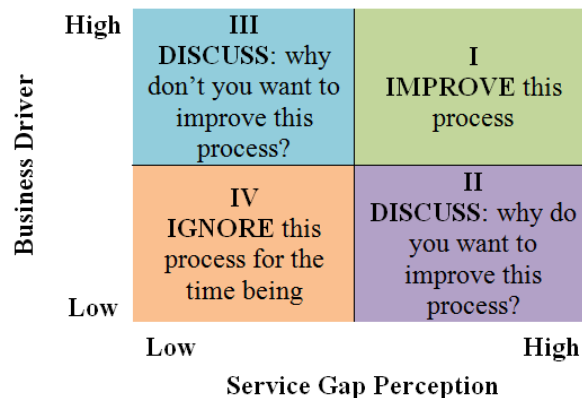 Business Driver
High
III
DISCUSS: why
don't you want to
improve this
process?
I
IMPROVE this
process
IV
IGNORE this
process for the
time being
II
DISCUSS: why do
you want to
improve this
process?
Low
Low
High
Service Gap Perception